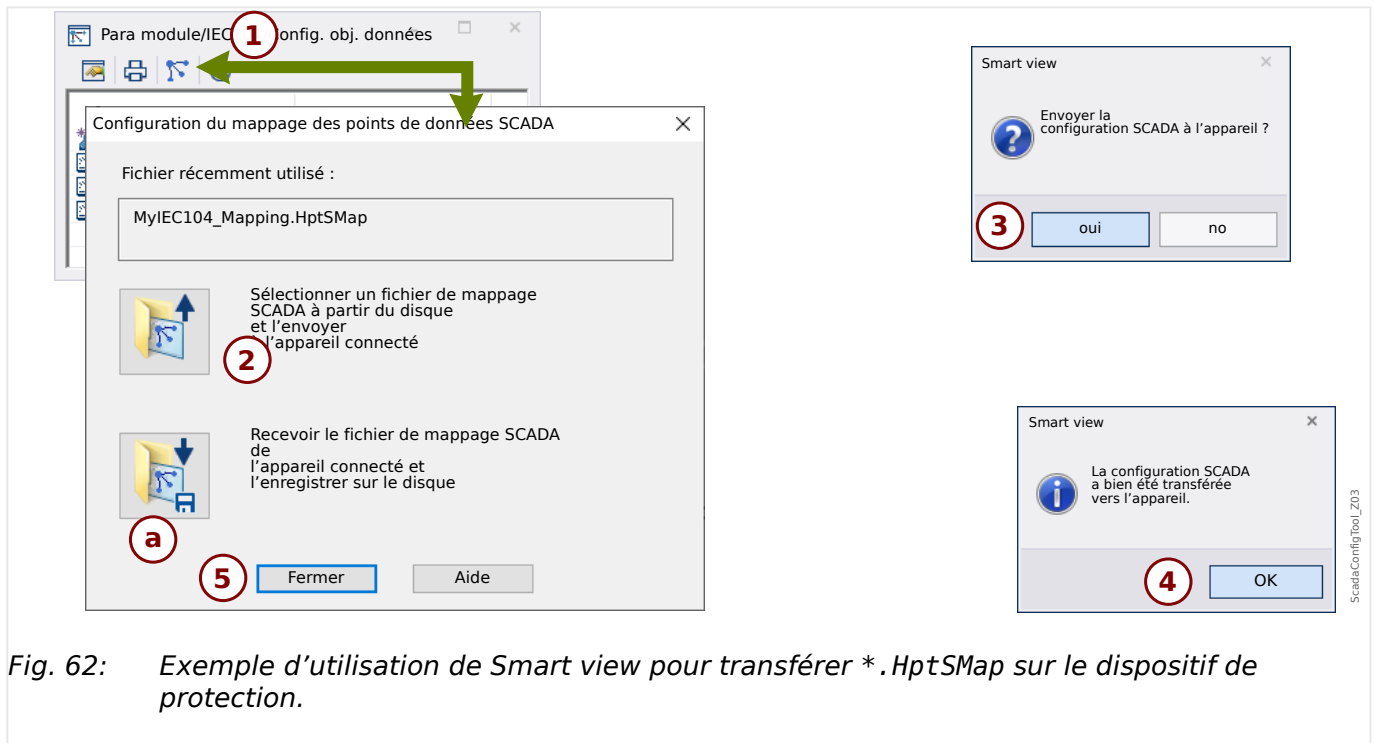 Para module/IEC
1
onfig. obj. données
Configuration du mappage des points de données SCADA
Fichier récemment utilisé :
MyIEC104_Mapping.HptSMap
Sélectionner un fichier de mappage
SCADA à partir du disque
et l’envoyer
l’appareil connecté
2
Recevoir le fichier de mappage SCADA
de
l’appareil connecté et
l’enregistrer sur le disque
a
5
Fermer
Aide
Smart view
Envoyer la
configuration SCADA à l’appareil ?
3
oui
no
Smart view
La configuration SCADA
a bien été transférée
vers l’appareil.
4
OK
ScadaConfigTool_Z03
Fig. 62: Exemple d’utilisation de Smart view pour transférer *.HptSMap sur le dispositif de
protection.